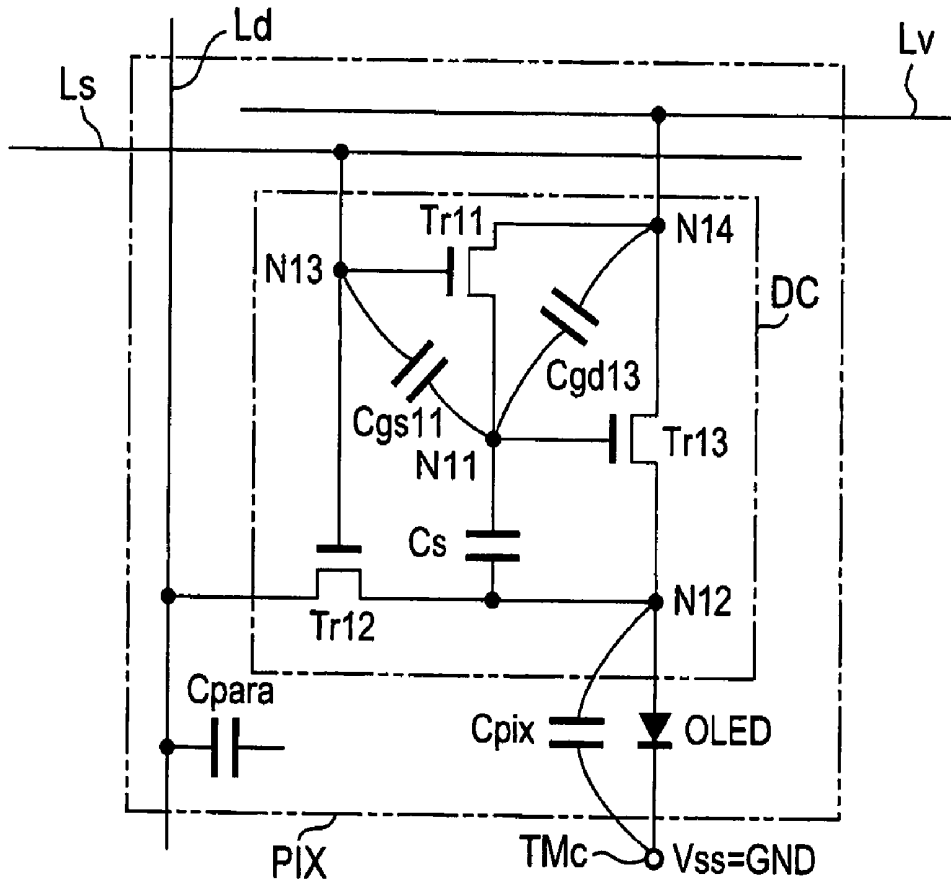 Ld
Lv
Ls
Tr11
N14
N13
DC
Cgd13
Cgs11
N11
Tr13
Cs
N12
Tr12
Cpara
Cpix
OLED
PIX
TMc
Vss=GND